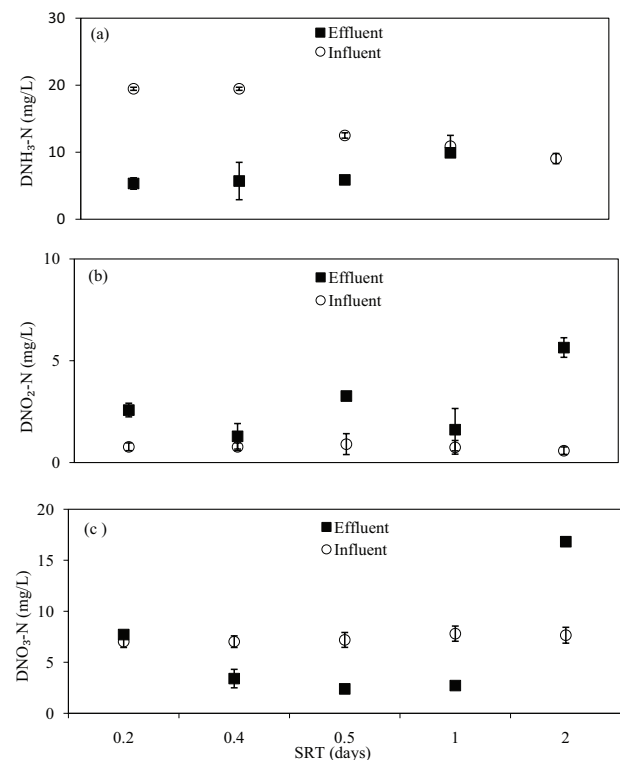 30
(a)
Effluent
Influent
20
10
0
DNH₃-N (mg/L)
10
(b)
Effluent
Influent
5
0
DNO₂-N (mg/L)
20
(c )
Effluent
Influent
15
10
5
0
DNO₃-N (mg/L)
0.2 0.4 0.5 1 2
SRT (days)